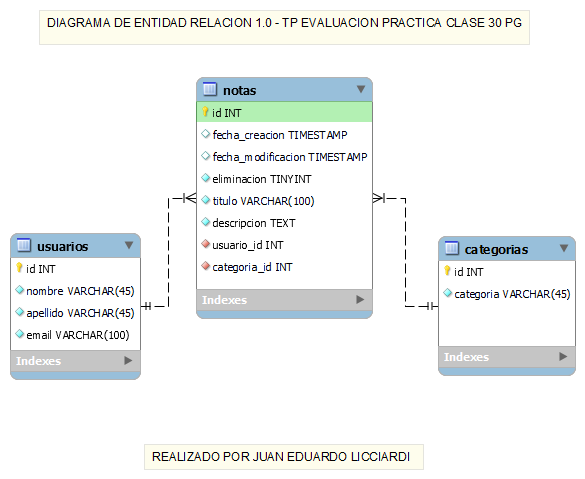 DIAGRAMA DE ENTIDAD RELACION 1.0 - TP EVALUACION PRACTICA CLASE 30 PG
notas
id INT
fecha_creacion TIMESTAMP
fecha_modificacion TIMESTAMP
eliminacion TINYINT
titulo VARCHAR(100)
descripcion TEXT
usuario_id INT
categoria_id INT
Indexes
usuarios
id INT
nombre VARCHAR(45)
apellido VARCHAR(45)
email VARCHAR(100)
Indexes
categorias
id INT
categoria VARCHAR(45)
Indexes
REALIZADO POR JUAN EDUARDO LICCIARDI